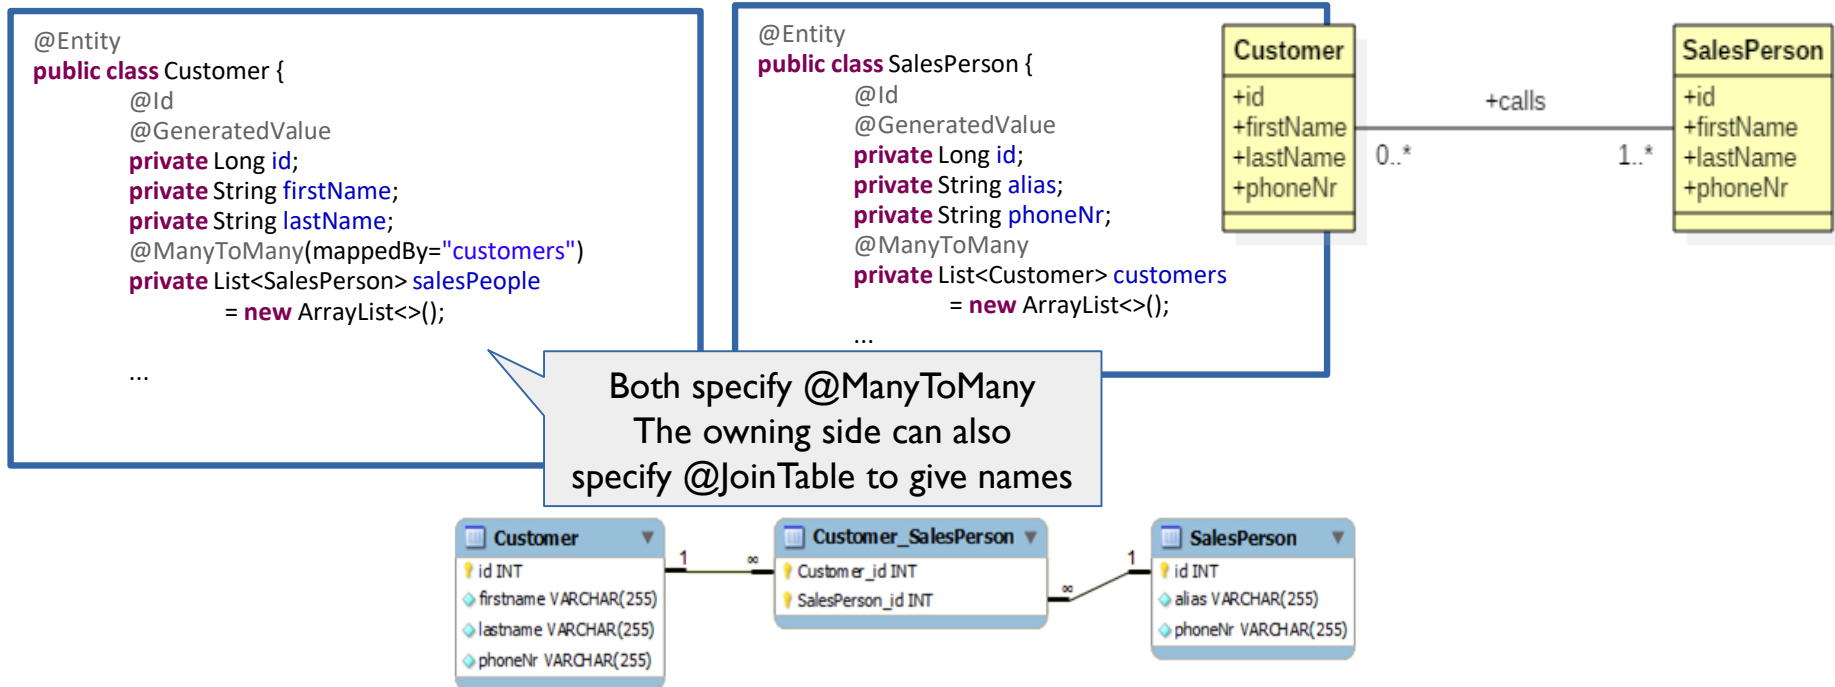 @Entity
public class Customer {
@Id
@GeneratedValue
private Long id;
private String firstName;
private String lastName;
@ManyToMany(mappedBy="customers")
private List<SalesPerson> salesPeople
= new ArrayList<>();
...
@Entity
public class SalesPerson {
@Id
@GeneratedValue
private Long id;
private String alias;
private String phoneNr;
@ManyToMany
private List<Customer> customers
= new ArrayList<>();
...
Customer
+id
+firstName
+lastName
+phoneNr
+calls
0..*
1..*
SalesPerson
+id
+firstName
+lastName
+phoneNr
Both specify @ManyToMany
The owning side can also
specify @JoinTable to give names
Customer
id INT
firstname VARCHAR(255)
lastname VARCHAR(255)
phoneNr VARCHAR(255)
1
∞
Customer_SalesPerson
Customer_id INT
SalesPerson_id INT
∞
1
SalesPerson
id INT
alias VARCHAR(255)
phoneNr VARCHAR(255)